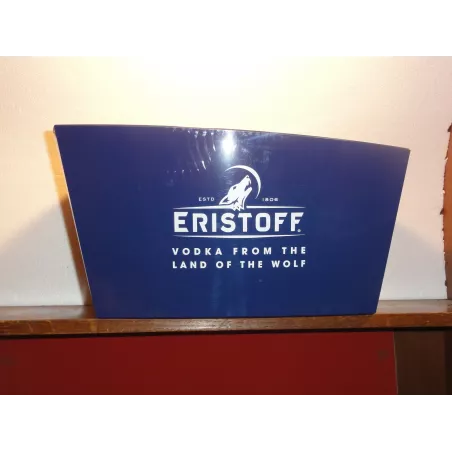 ESTD 1806
ERISTOFF®
VODKA FROM THE
LAND OF THE WOLF